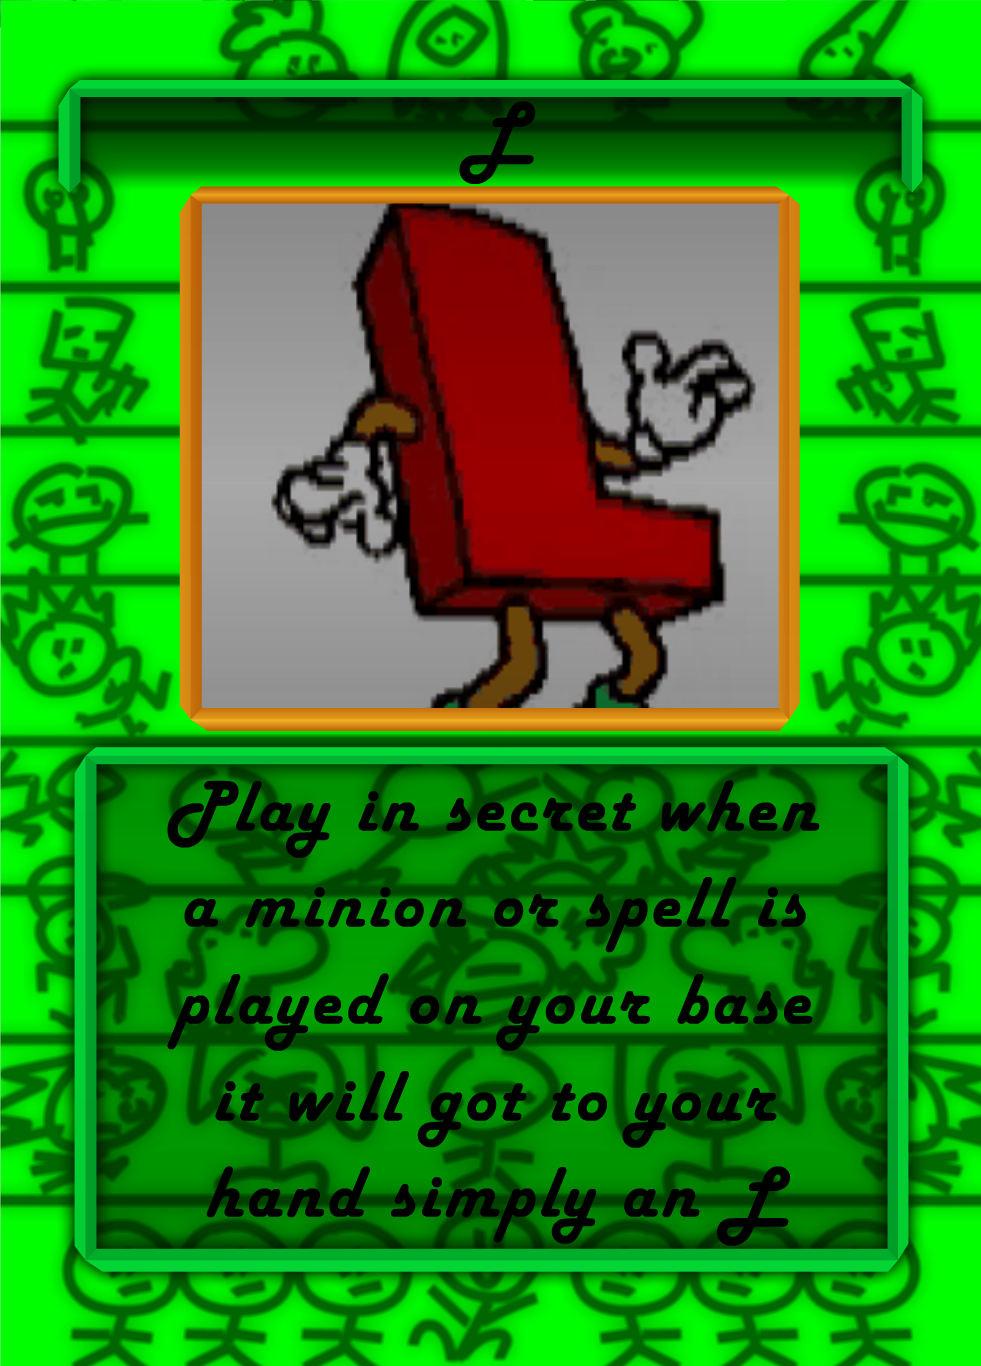 L
Play in secret when
a minion or spell is
played on your base
it will got to your
hand simply an L